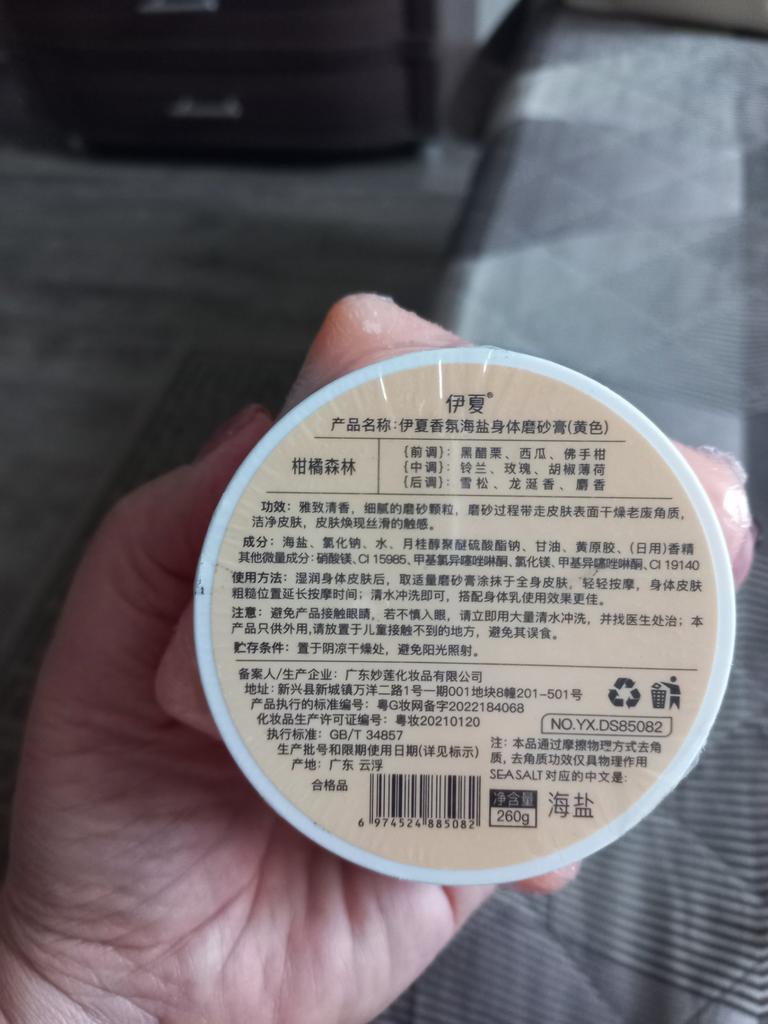 伊夏®
产品名称:伊夏香氛海盐身体磨砂膏(黄色)
柑橘森林
{前调}：黑醋栗、西瓜、佛手柑
{中调}：铃兰、玫瑰、胡椒薄荷
{后调}：雪松、龙涎香、麝香
功效：雅致清香，细腻的磨砂颗粒，磨砂过程带走皮肤表面干燥老废角质，
洁净皮肤，皮肤焕现丝滑的触感。
成分：海盐、氯化钠、水、月桂醇聚醚硫酸酯钠、甘油、黄原胶、(日用)香精
其他微量成分：硝酸镁、CI 15985、甲基氯异噻唑啉酮、氯化镁、甲基异噻唑啉酮、CI 19140
使用方法：湿润身体皮肤后，取适量磨砂膏涂抹于全身皮肤，轻轻按摩，身体皮肤
粗糙位置延长按摩时间；清水冲洗即可，搭配身体乳使用效果更佳。
注意：避免产品接触眼睛，若不慎入眼，请立即用大量清水冲洗，并找医生处治；本
产品只供外用,请放置于儿童接触不到的地方，避免其误食。
贮存条件：置于阴凉干燥处，避免阳光照射。
备案人/生产企业：广东妙莲化妆品有限公司
地址：新兴县新城镇万洋二路1号一期001地块8幢201-501号
产品执行的标准编号：粤G妆网备字2022184068
化妆品生产许可证编号：粤妆20210120
执行标准：GB/T 34857
生产批号和限期使用日期(详见标示)
产地：广东 云浮
合格品
6 974524 885082
NO.YX.DS85082
注：本品通过摩擦物理方式去角
质，去角质功效仅具物理作用
SEA SALT 对应的中文是:
净含量
260g
海盐